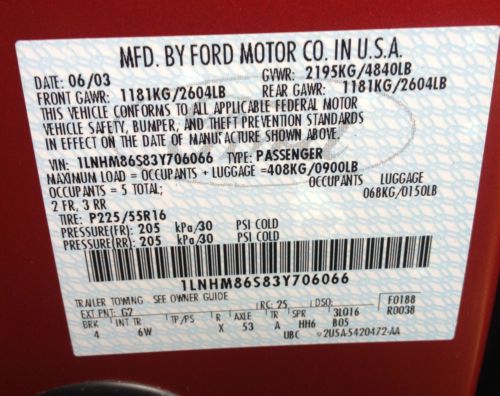 MFD. BY FORD MOTOR CO. IN U.S.A.
DATE: 06/03 GVWR: 2195KG/4840LB
FRONT GAWR: 1181KG/2604LB REAR GAWR: 1181KG/2604LB
THIS VEHICLE CONFORMS TO ALL APPLICABLE FEDERAL MOTOR
VEHICLE SAFETY, BUMPER, AND THEFT PREVENTION STANDARDS
IN EFFECT ON THE DATE OF MANUFACTURE SHOWN ABOVE.
VIN: 1LNHM86S83Y706066 TYPE: PASSENGER
MAXIMUM LOAD = OCCUPANTS + LUGGAGE = 408KG/0900LB
OCCUPANTS = 5 TOTAL; OCCUPANTS LUGGAGE
2 FR, 3 RR 068KG/0150LB
TIRE: P225/55R16
PRESSURE(FR): 205 kPa/30 PSI COLD
PRESSURE(RR): 205 kPa/30 PSI COLD
1LNHM86S83Y706066
TRAILER TOWING SEE OWNER GUIDE
EXT PNT: G2 RC: 25 DSO: F0188
BRK INT TR TP/PS R AXLE TR SPR 3L016 R0038
4 6W X 53 A HH6 B05
UBC 2U5A-5420472-AA